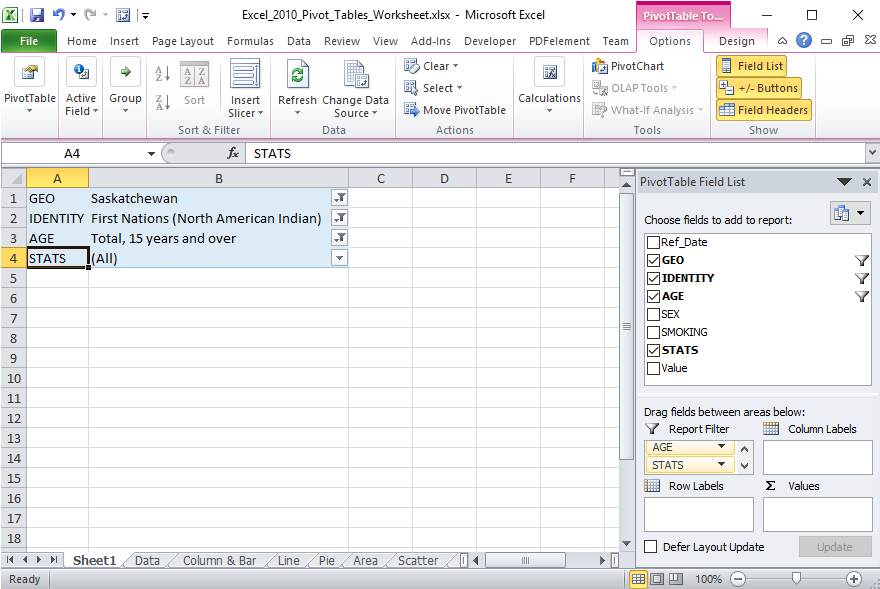 Excel_2010_Pivot_Tables_Worksheet.xlsx - Microsoft Excel
PivotTable To...
File Home Insert Page Layout Formulas Data Review View Add-Ins Developer PDFelement Team Options Design
PivotTable
Active Field
Group
Sort
Insert Slicer
Sort & Filter
Refresh
Change Data Source
Data
Clear
Select
Move PivotTable
Actions
Calculations
PivotChart
OLAP Tools
What-If Analysis
Tools
Field List
+/- Buttons
Field Headers
Show
A4 fx STATS
A B C D E F
1 GEO Saskatchewan
2 IDENTITY First Nations (North American Indian)
3 AGE Total, 15 years and over
4 STATS (All)
5
6
7
8
9
10
11
12
13
14
15
16
17
18
PivotTable Field List
Choose fields to add to report:
Ref_Date
GEO
IDENTITY
AGE
SEX
SMOKING
STATS
Value
Drag fields between areas below:
Report Filter
Column Labels
AGE
STATS
Row Labels
Σ Values
Defer Layout Update
Update
Sheet1 Data Column & Bar Line Pie Area Scatter
Ready
100%